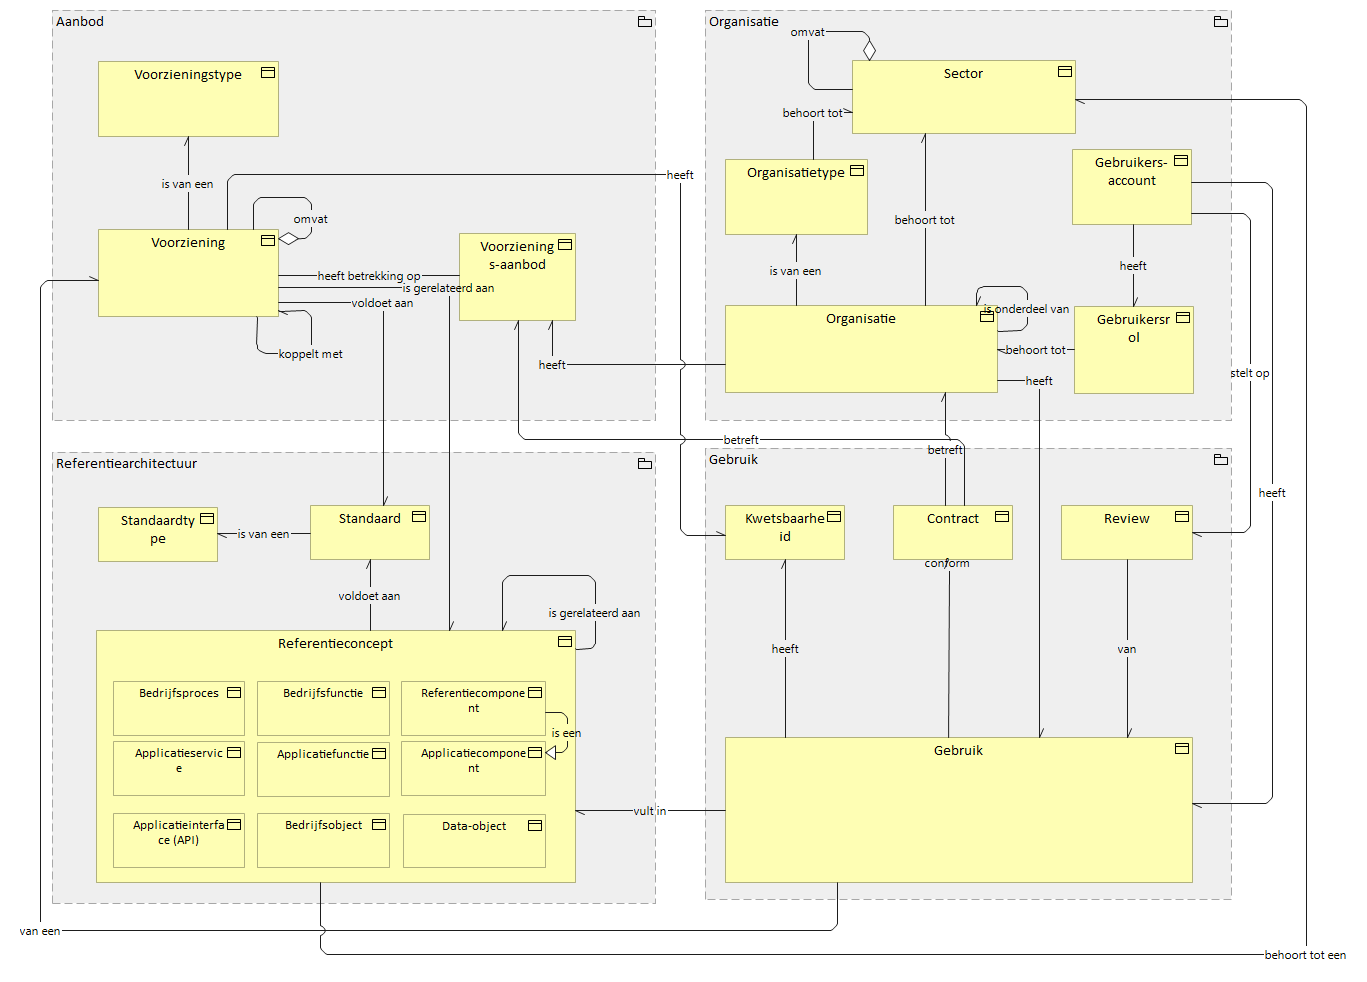 Aanbod
Voorzieningstype
is van een
heeft
omvat
Voorziening
Voorziening
s-aanbod
heeft betrekking op
is gerelateerd aan
voldoet aan
koppelt met
heeft
Organisatie
omvat
Sector
behoort tot
Organisatietype
Gebruikers-
account
behoort tot
is van een
heeft
Organisatie
is onderdeel van
Gebruikersr
ol
behoort tot
heeft
stelt op
betreft
betreft
heeft
Referentiearchitectuur
Standaardty
pe
is van een
Standaard
voldoet aan
is gerelateerd aan
Referentieconcept
Bedrijfsproces
Bedrijfsfunctie
Referentiecompone
nt
is een
Applicatieservic
e
Applicatiefunctie
Applicatiecompone
nt
Applicatieinterfa
ce (API)
Bedrijfsobject
Data-object
Gebruik
Kwetsbaarhe
id
Contract
Review
conform
heeft
van
Gebruik
vult in
van een
behoort tot een